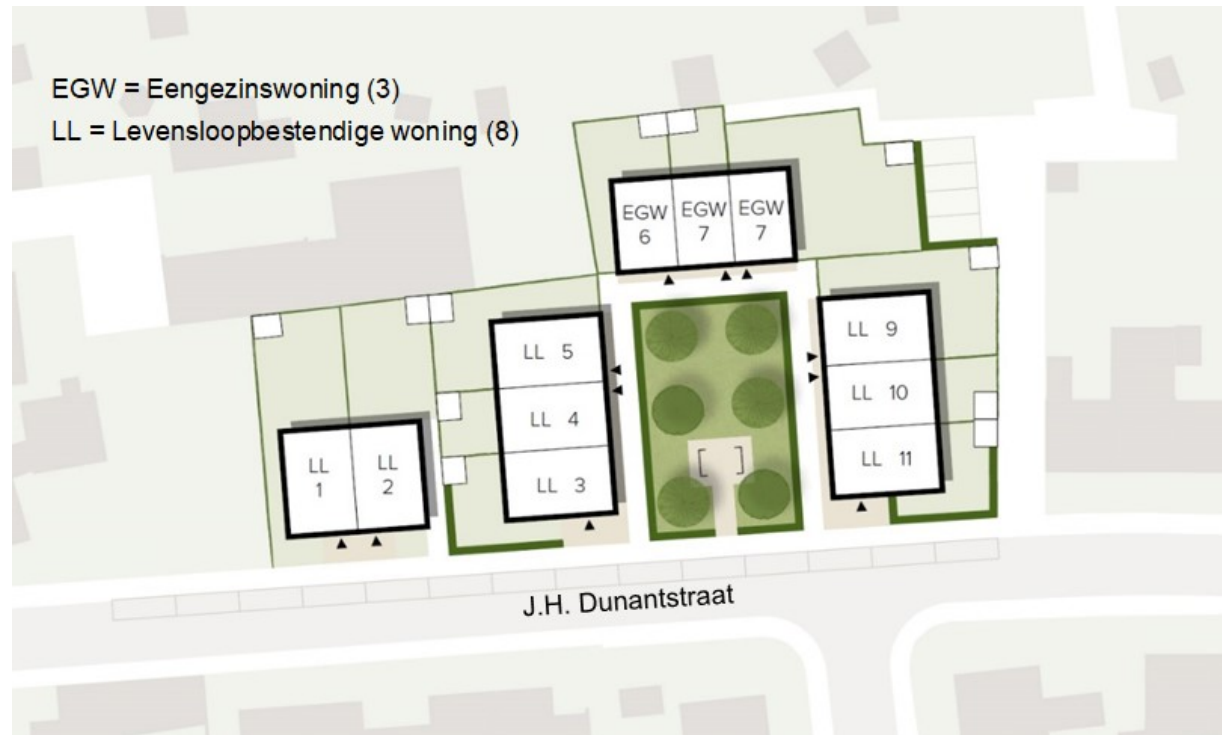 EGW = Eengezinswoning (3)
LL = Levensloopbestendige woning (8)
EGW
6
EGW
7
EGW
7
LL 5
LL 4
LL 3
LL
1
LL
2
LL 9
LL 10
LL 11
J.H. Dunantstraat